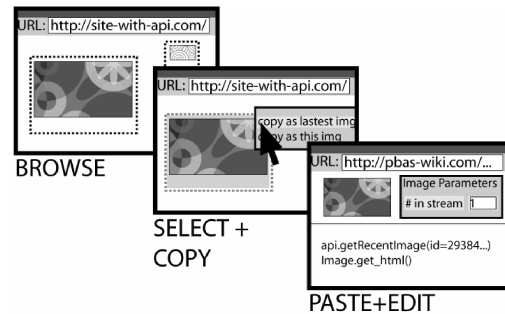 URL: http://site-with-api.com/
BROWSE
URL: http://site-with-api.com/
copy as lastest img
copy as this img
SELECT +
COPY
URL: http://pbas-wiki.com/...
Image Parameters
# in stream 1
api.getRecentImage(id=29384...)
Image.get_html()
PASTE+EDIT